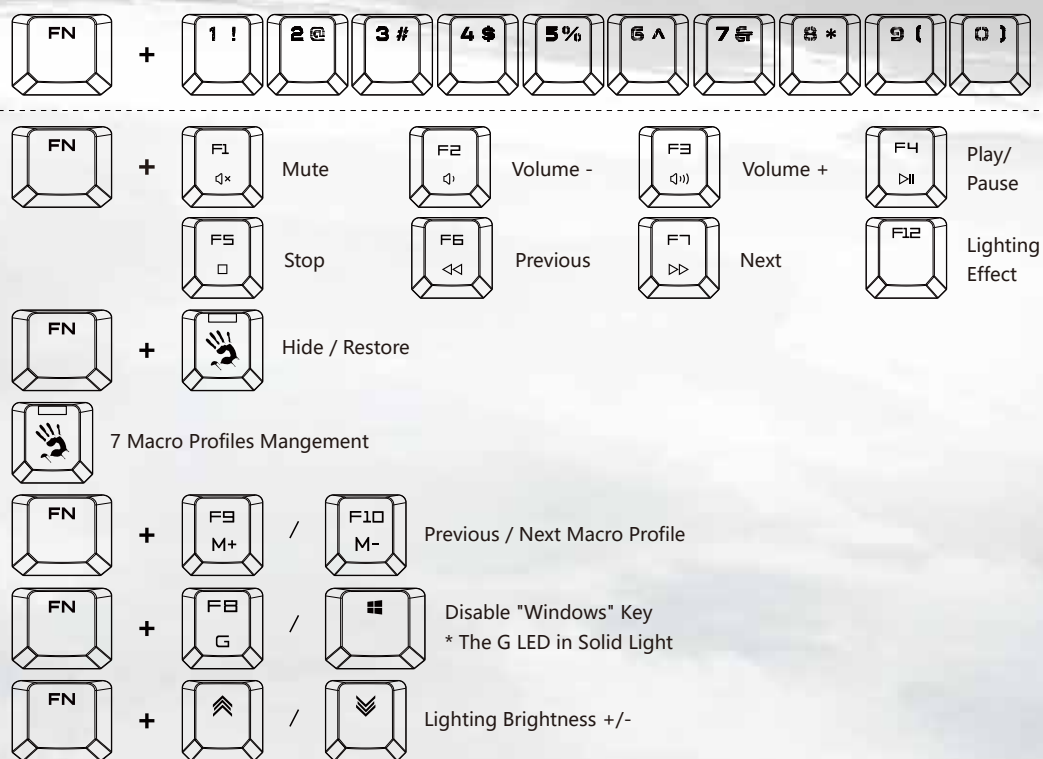 FN + 1 ! 2 @ 3 # 4 $ 5 % 6 ^ 7 & 8 * 9 ( 0 )
FN + F1 Mute F2 Volume - F3 Volume + F4 Play/
Pause
F5 Stop F6 Previous F7 Next F12 Lighting
Effect
FN + Hide / Restore
7 Macro Profiles Mangement
FN + F9 M+ / F10 M- Previous / Next Macro Profile
FN + F8 G / Disable "Windows" Key
* The G LED in Solid Light
FN + / Lighting Brightness +/-